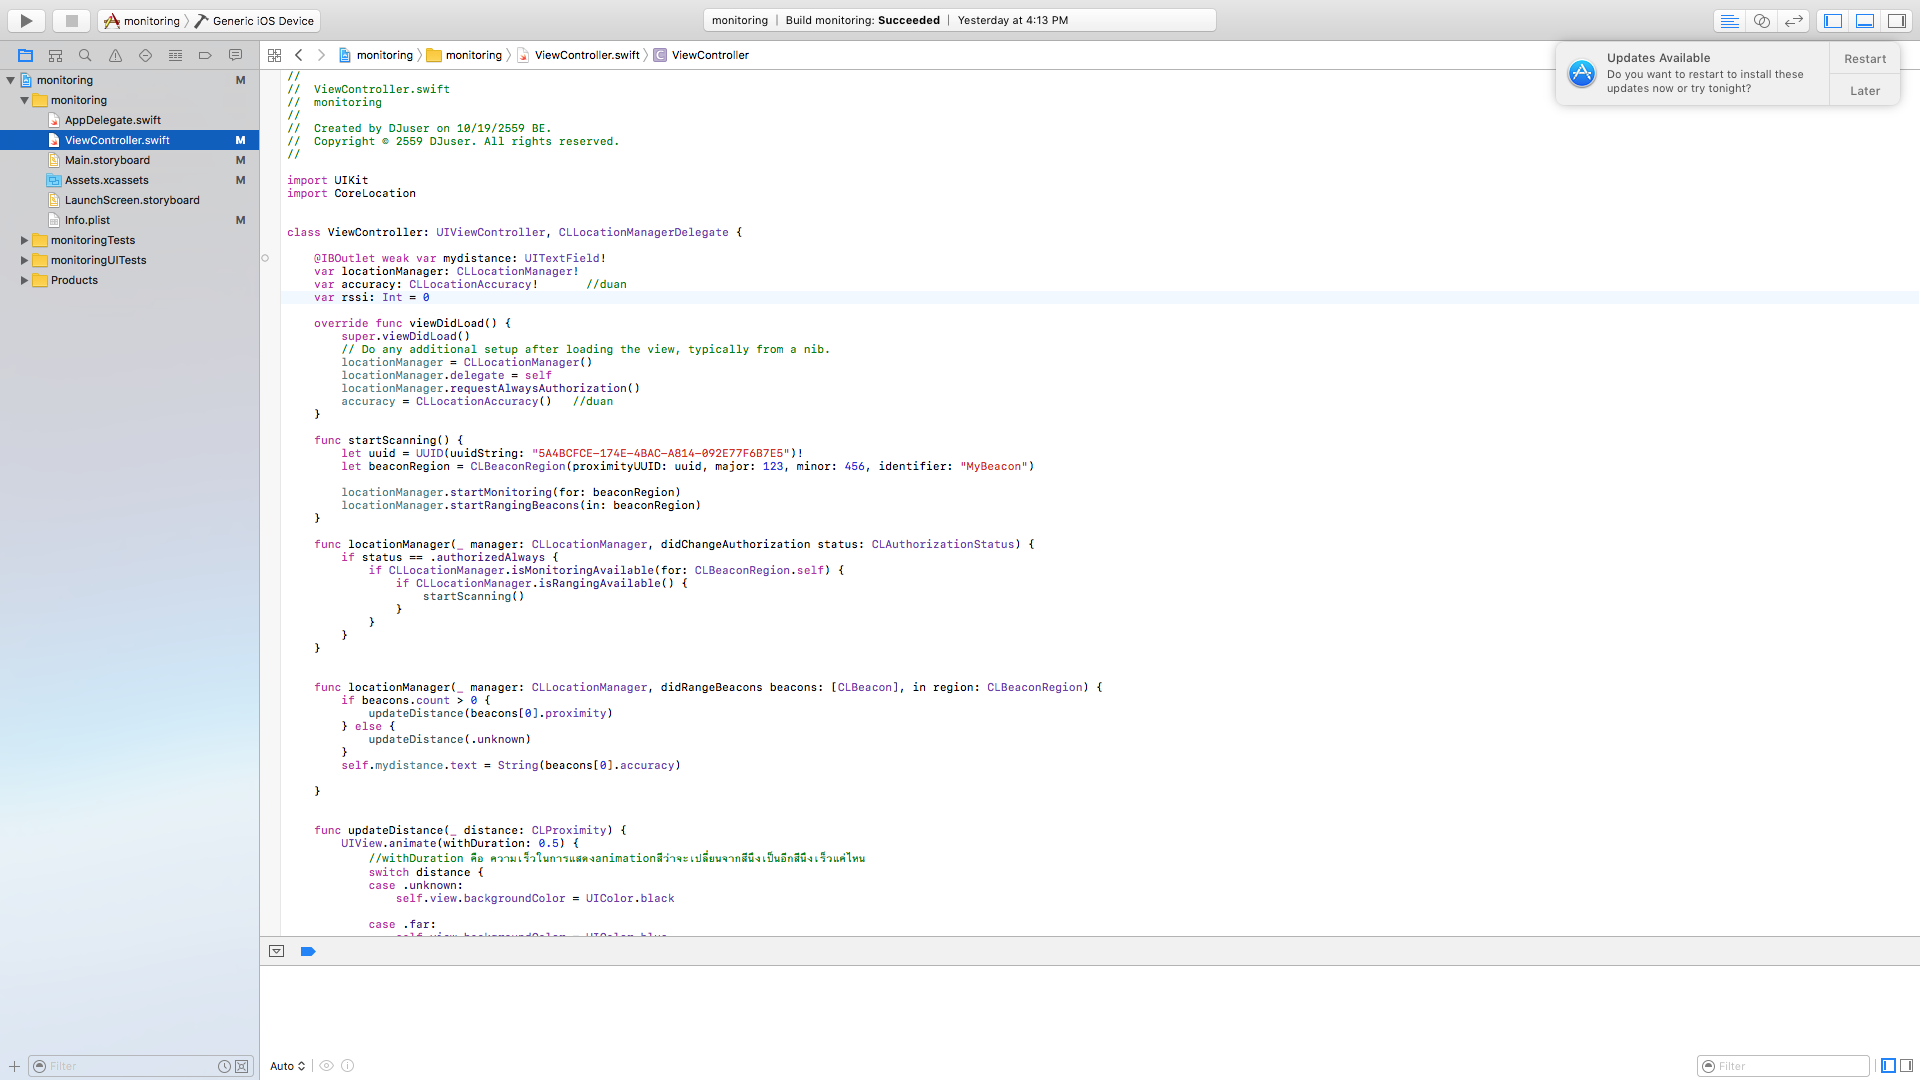 monitoring Generic iOS Device
monitoring | Build monitoring: Succeeded | Yesterday at 4:13 PM
monitoring monitoring ViewController.swift C ViewController
Updates Available
Do you want to restart to install these
updates now or try tonight?
Restart
Later
monitoring M
monitoring
AppDelegate.swift
ViewController.swift M
Main.storyboard M
Assets.xcassets M
LaunchScreen.storyboard
Info.plist M
monitoringTests
monitoringUITests
Products
//
//  ViewController.swift
//  monitoring
//
//  Created by DJuser on 10/19/2559 BE.
//  Copyright © 2559 DJuser. All rights reserved.
//
import UIKit
import CoreLocation
class ViewController: UIViewController, CLLocationManagerDelegate {
@IBOutlet weak var mydistance: UITextField!
var locationManager: CLLocationManager!
var accuracy: CLLocationAccuracy!       //duan
var rssi: Int = 0
override func viewDidLoad() {
super.viewDidLoad()
// Do any additional setup after loading the view, typically from a nib.
locationManager = CLLocationManager()
locationManager.delegate = self
locationManager.requestAlwaysAuthorization()
accuracy = CLLocationAccuracy()   //duan
}
func startScanning() {
let uuid = UUID(uuidString: "5A4BCFCE-174E-4BAC-A814-092E77F6B7E5")!
let beaconRegion = CLBeaconRegion(proximityUUID: uuid, major: 123, minor: 456, identifier: "MyBeacon")
locationManager.startMonitoring(for: beaconRegion)
locationManager.startRangingBeacons(in: beaconRegion)
}
func locationManager(_ manager: CLLocationManager, didChangeAuthorization status: CLAuthorizationStatus) {
if status == .authorizedAlways {
if CLLocationManager.isMonitoringAvailable(for: CLBeaconRegion.self) {
if CLLocationManager.isRangingAvailable() {
startScanning()
}
}
}
}
func locationManager(_ manager: CLLocationManager, didRangeBeacons beacons: [CLBeacon], in region: CLBeaconRegion) {
if beacons.count > 0 {
updateDistance(beacons[0].proximity)
} else {
updateDistance(.unknown)
}
self.mydistance.text = String(beacons[0].accuracy)
}
func updateDistance(_ distance: CLProximity) {
UIView.animate(withDuration: 0.5) {
//withDuration คือ ความเร็วในการแสดงanimationสีว่าจะเปลี่ยนจากสีนึงเป็นอีกสีนึงเร็วแค่ไหน
switch distance {
case .unknown:
self.view.backgroundColor = UIColor.black
case .far:
self.view.backgroundColor = UIColor.blue
Filter
Auto
Filter